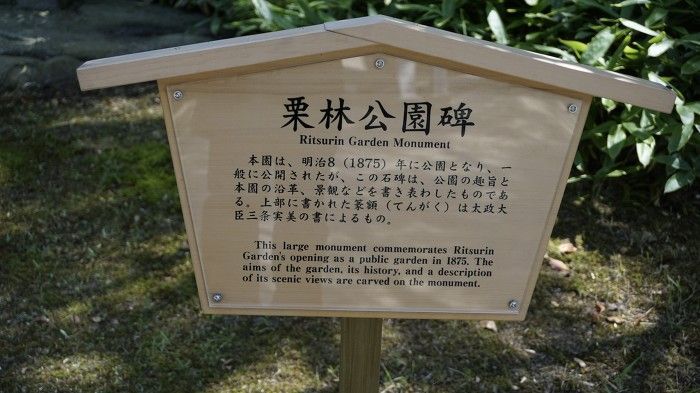 栗林公園碑
Ritsurin Garden Monument
本園は、明治8（1875）年に公園となり、一
般に公開されたが、この石碑は、公園の趣旨と
本園の沿革、景観などを書き表わしたものであ
る。上部に書かれた篆額（てんがく）は太政大
臣三条実美の書によるもの。
This large monument commemorates Ritsurin
Garden's opening as a public garden in 1875. The
aims of the garden, its history, and a description
of its scenic views are carved on the monument.